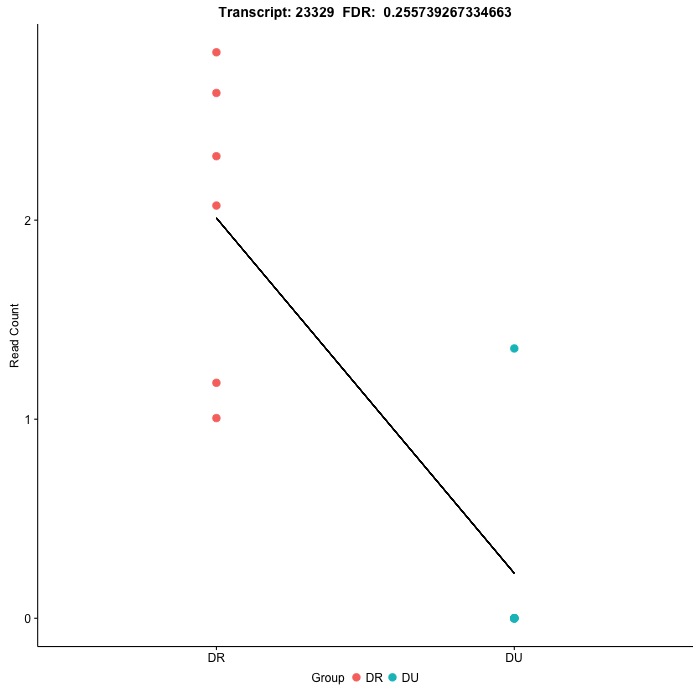 Transcript: 23329  FDR:  0.255739267334663
Read Count
2
1
0
DR DU
Group DR DU